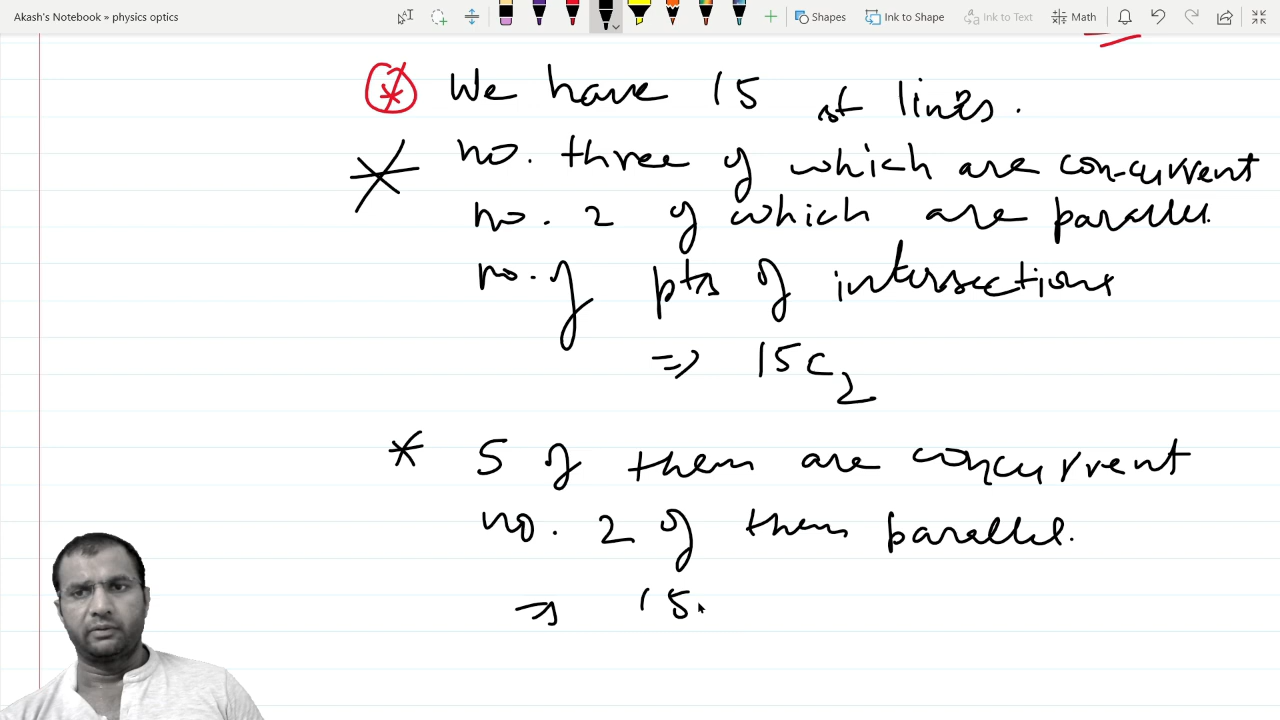 Akash's Notebook » physics optics
Shapes Ink to Shape Ink to Text Math
We have 15 st lines.
no. three of which are con-current
no. 2 of which are parallel.
no. of pts of intersections
=> 15C2
* 5 of them are concurrent
no. 2 of them parallel.
=> 15